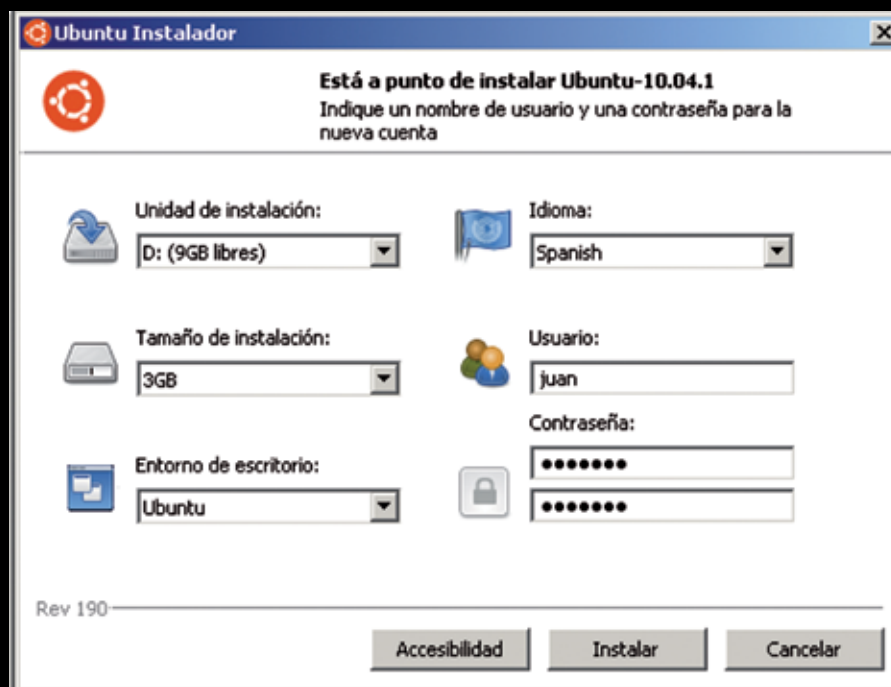 Ubuntu Instalador
Está a punto de instalar Ubuntu-10.04.1
Indique un nombre de usuario y una contraseña para la
nueva cuenta
Unidad de instalación:
D: (9GB libres)
Idioma:
Spanish
Tamaño de instalación:
3GB
Usuario:
juan
Contraseña:
●●●●●●●
●●●●●●●
Entorno de escritorio:
Ubuntu
Rev 190
Accesibilidad
Instalar
Cancelar